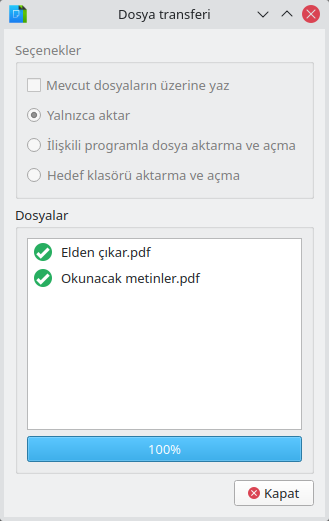 Dosya transferi
Seçenekler
Mevcut dosyaların üzerine yaz
Yalnızca aktar
İlişkili programla dosya aktarma ve açma
Hedef klasörü aktarma ve açma
Dosyalar
Elden çıkar.pdf
Okunacak metinler.pdf
100%
Kapat